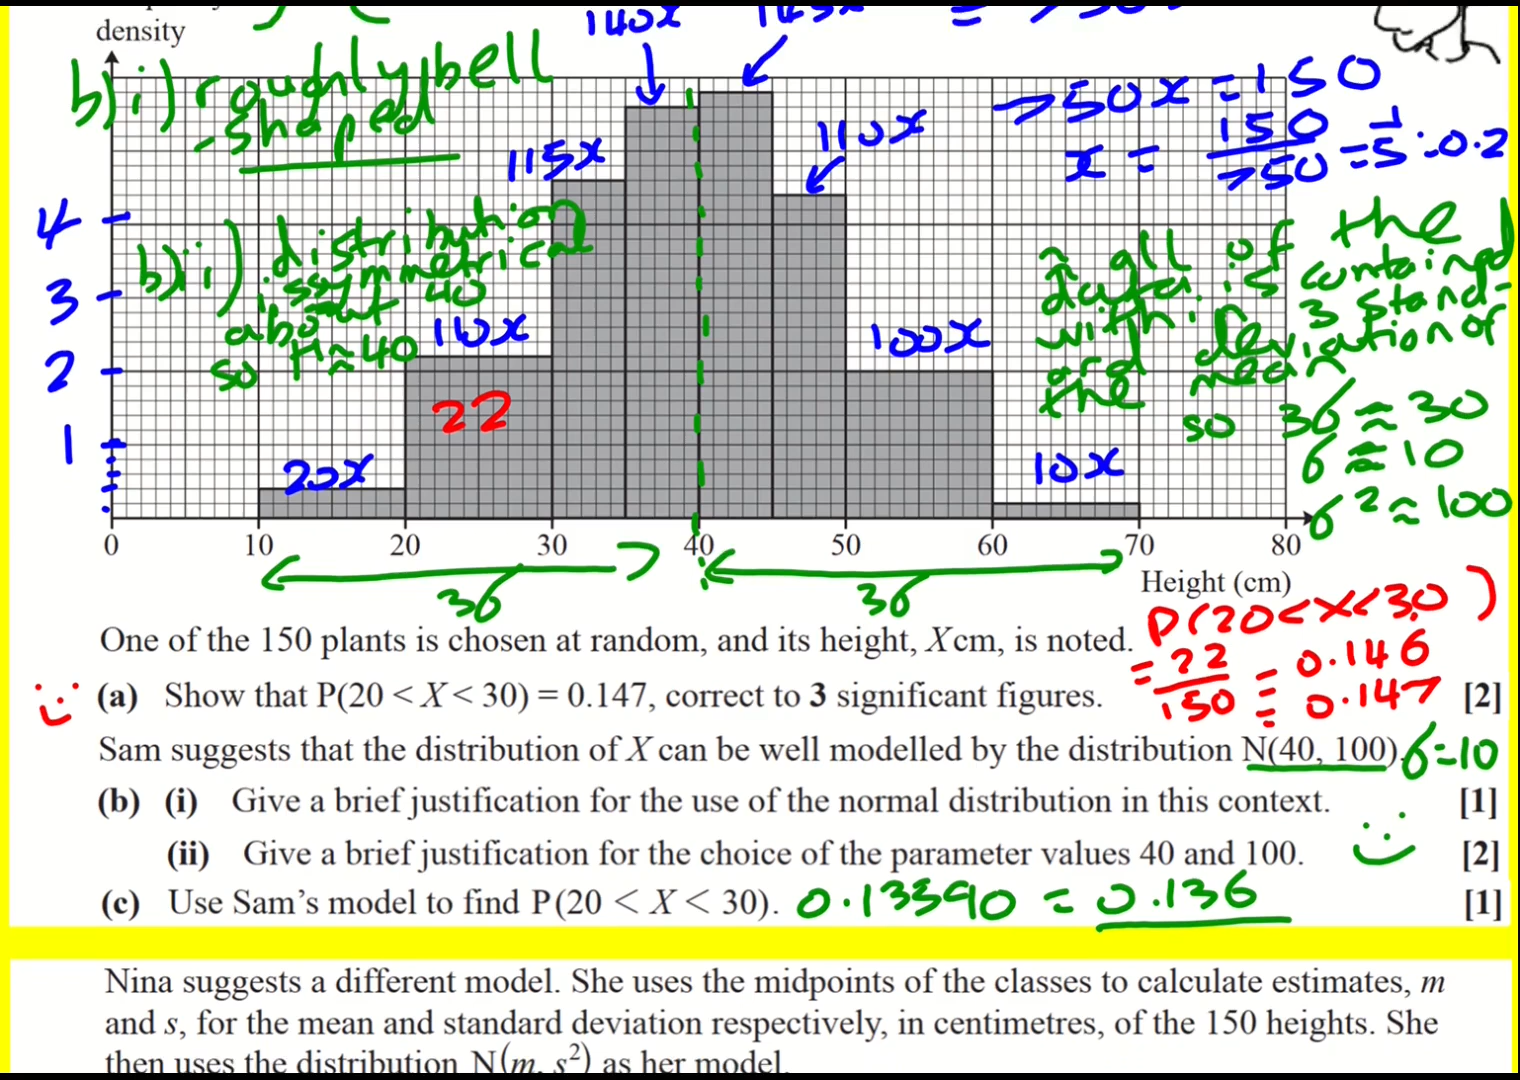 density
140x
b)i) roughly bell
-shaped
→50x = 150
x = 150/750 = 1/5 = 0.2
115x
110x
4
3
2
1
b)ii) distribution
is symmetrical
about 40
so μ≈40
≈ all of the
data is contained
within 3 stand-
ard deviation of
the mean
so 3σ ≈ 30
σ ≈ 10
σ² ≈ 100
110x
100x
22
20x
10x
0 10 20 30 40 50 60 70 80
Height (cm)
3σ 3σ
P(20<X<30)
= 22/150 = 0.146
= 0.147
One of the 150 plants is chosen at random, and its height, X cm, is noted.
(a) Show that P(20 < X < 30) = 0.147, correct to 3 significant figures. [2]
Sam suggests that the distribution of X can be well modelled by the distribution N(40, 100). σ=10
(b) (i) Give a brief justification for the use of the normal distribution in this context. [1]
(ii) Give a brief justification for the choice of the parameter values 40 and 100. [2]
(c) Use Sam's model to find P(20 < X < 30). 0.13590 = 0.136 [1]
Nina suggests a different model. She uses the midpoints of the classes to calculate estimates, m
and s, for the mean and standard deviation respectively, in centimetres, of the 150 heights. She
then uses the distribution N(m, s²) as her model.